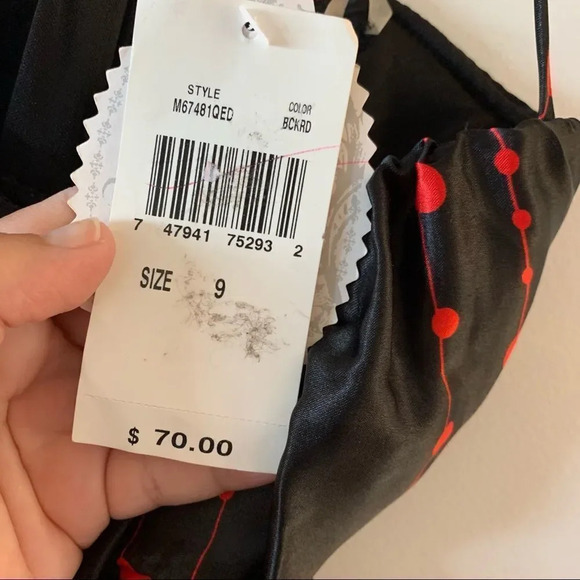 STYLE
M67481QED
COLOR
BCKRD
7 47941 75293 2
SIZE 9
$ 70.00